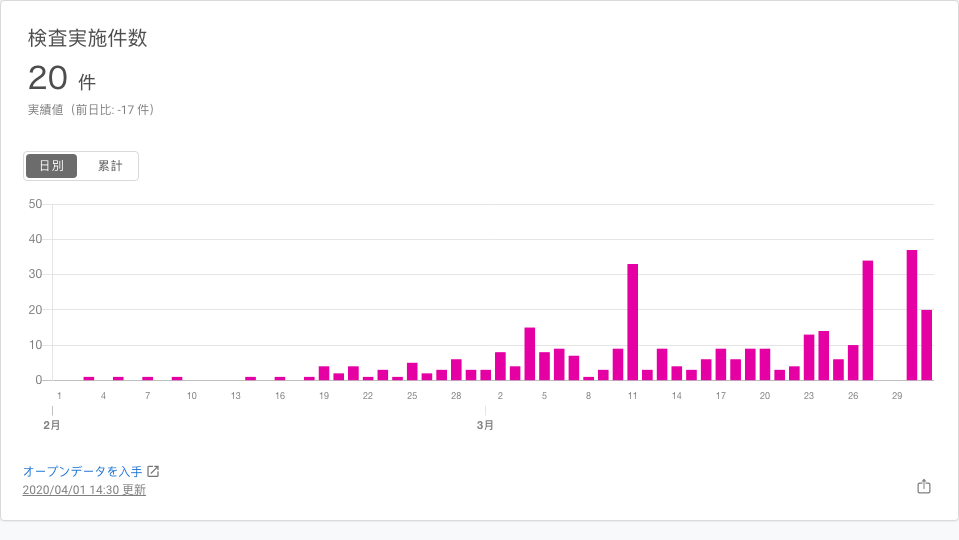 検査実施件数
20 件
実績値（前日比: -17 件）
日別 累計
50
40
30
20
10
0
1 4 7 10 13 16 19 22 25 28 2 5 8 11 14 17 20 23 26 29
2月 3月
オープンデータを入手
2020/04/01 14:30 更新